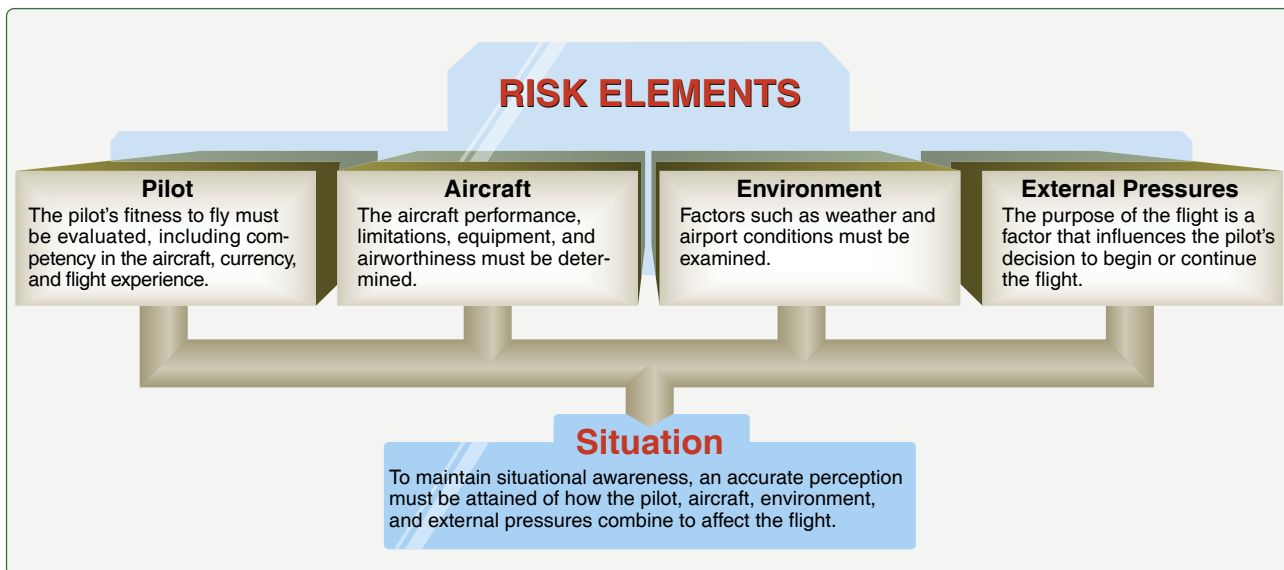 RISK ELEMENTS
Pilot
The pilot’s fitness to fly must
be evaluated, including com-
petency in the aircraft, currency,
and flight experience.
Aircraft
The aircraft performance,
limitations, equipment, and
airworthiness must be deter-
mined.
Environment
Factors such as weather and
airport conditions must be
examined.
External Pressures
The purpose of the flight is a
factor that influences the pilot’s
decision to begin or continue
the flight.
Situation
To maintain situational awareness, an accurate perception
must be attained of how the pilot, aircraft, environment,
and external pressures combine to affect the flight.